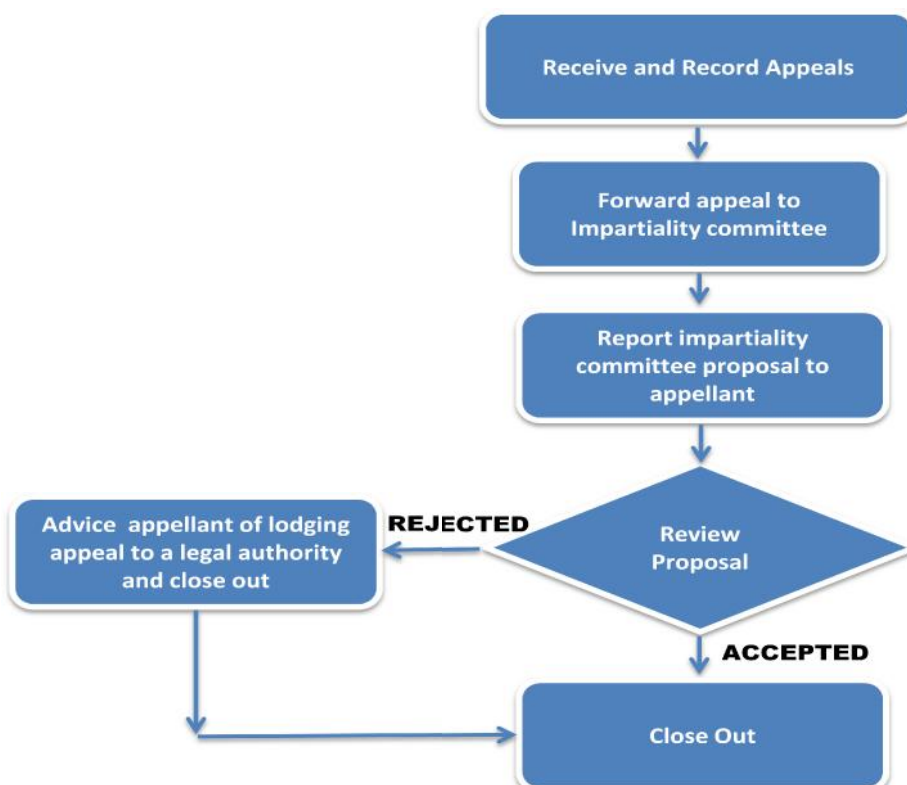 Receive and Record Appeals
Forward appeal to
Impartiality committee
Report impartiality
committee proposal to
appellant
Review
Proposal
REJECTED
Advice  appellant of lodging
appeal to a legal authority
and close out
ACCEPTED
Close Out